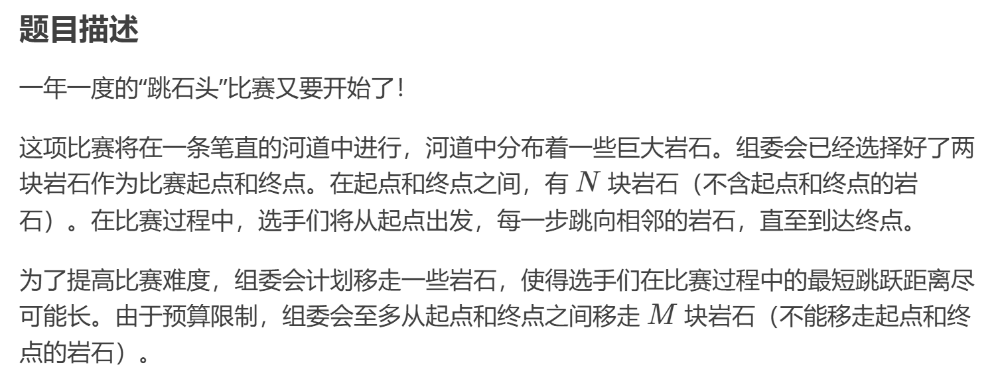 题目描述
一年一度的“跳石头”比赛又要开始了!
这项比赛将在一条笔直的河道中进行，河道中分布着一些巨大岩石。组委会已经选择好了两
块岩石作为比赛起点和终点。在起点和终点之间，有 N 块岩石（不含起点和终点的岩
石）。在比赛过程中，选手们将从起点出发，每一步跳向相邻的岩石，直至到达终点。
为了提高比赛难度，组委会计划移走一些岩石，使得选手们在比赛过程中的最短跳跃距离尽
可能长。由于预算限制，组委会至多从起点和终点之间移走 M 块岩石（不能移走起点和终
点的岩石）。